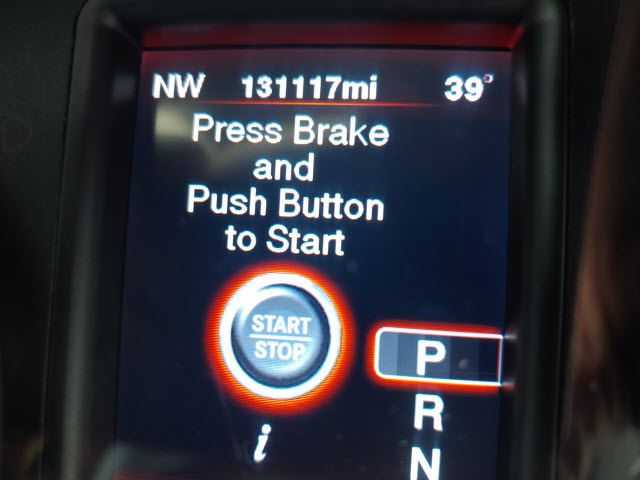 NW 131117mi 39°
Press Brake
and
Push Button
to Start
START
STOP
P
R
N
i